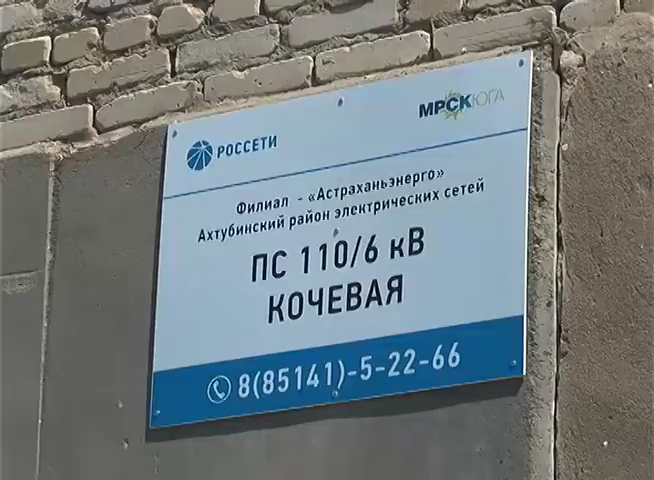 РОССЕТИ
МРСК ЮГА
Филиал - «Астраханьэнерго»
Ахтубинский район электрических сетей
ПС 110/6 кВ
КОЧЕВАЯ
8(85141)-5-22-66